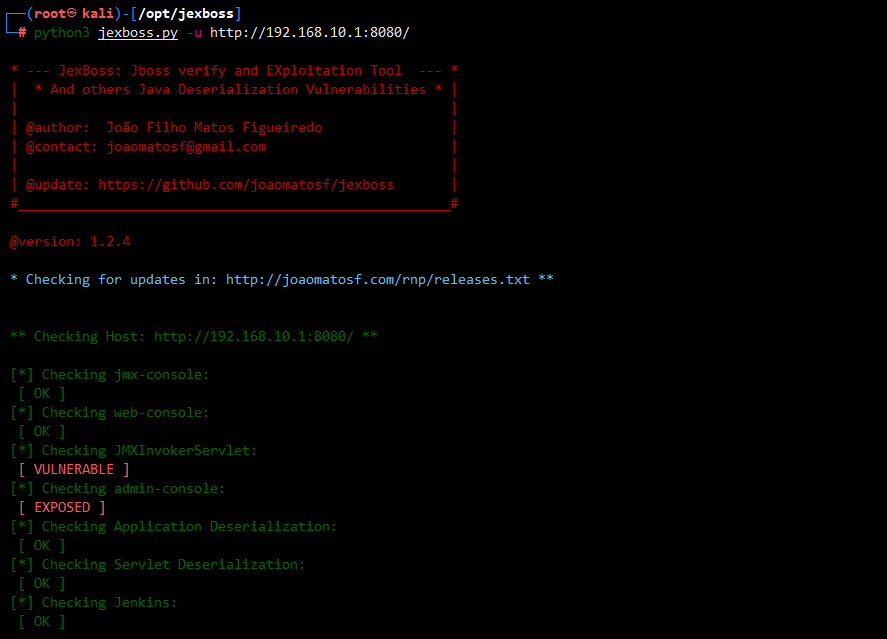 ┌──(root㉿kali)-[/opt/jexboss]
└─# python3 jexboss.py -u http://192.168.10.1:8080/
* --- JexBoss: Jboss verify and EXploitation Tool  --- *
|  * And others Java Deserialization Vulnerabilities * |
|                                                      |
| @author:  João Filho Matos Figueiredo                |
| @contact: joaomatosf@gmail.com                       |
|                                                      |
| @update: https://github.com/joaomatosf/jexboss       |
#______________________________________________________#
@version: 1.2.4
* Checking for updates in: http://joaomatosf.com/rnp/releases.txt **
** Checking Host: http://192.168.10.1:8080/ **
[*] Checking jmx-console:
 [ OK ]
[*] Checking web-console:
 [ OK ]
[*] Checking JMXInvokerServlet:
 [ VULNERABLE ]
[*] Checking admin-console:
 [ EXPOSED ]
[*] Checking Application Deserialization:
 [ OK ]
[*] Checking Servlet Deserialization:
 [ OK ]
[*] Checking Jenkins:
 [ OK ]